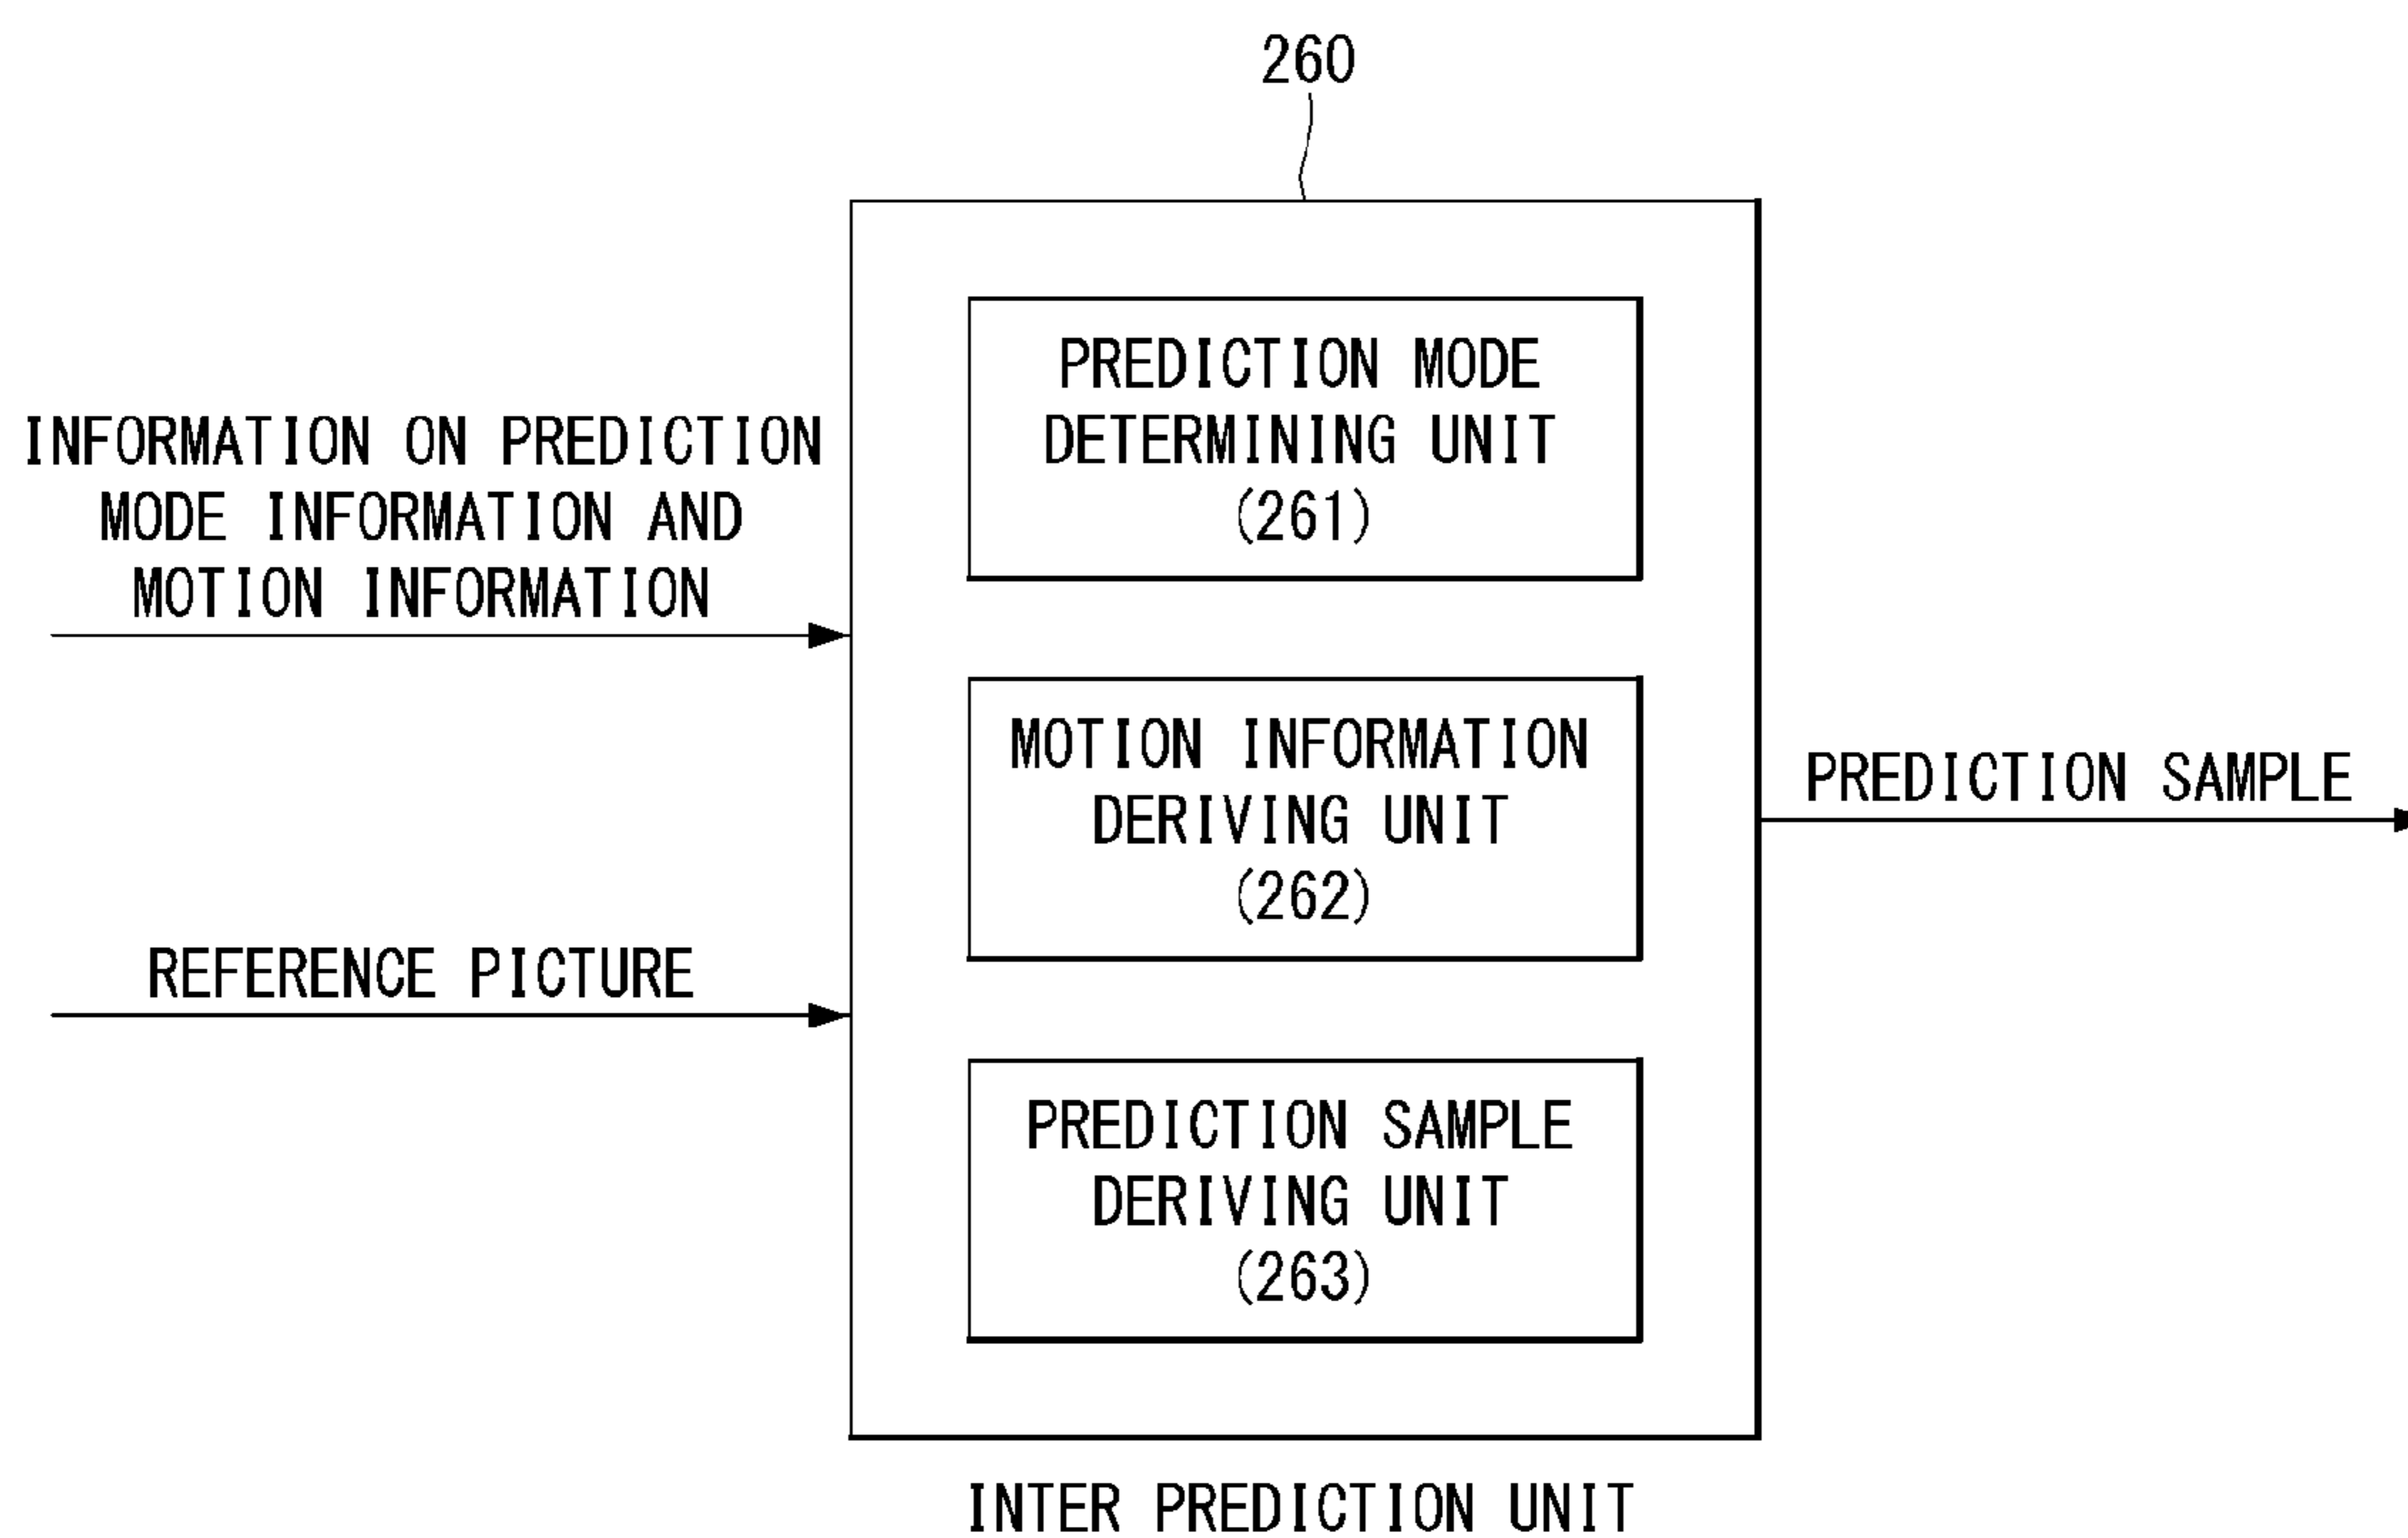 260
PREDICTION MODE
DETERMINING UNIT
(261)
INFORMATION ON PREDICTION
MODE INFORMATION AND
MOTION INFORMATION
MOTION INFORMATION
DERIVING UNIT
(262)
PREDICTION SAMPLE
REFERENCE PICTURE
PREDICTION SAMPLE
DERIVING UNIT
(263)
INTER PREDICTION UNIT